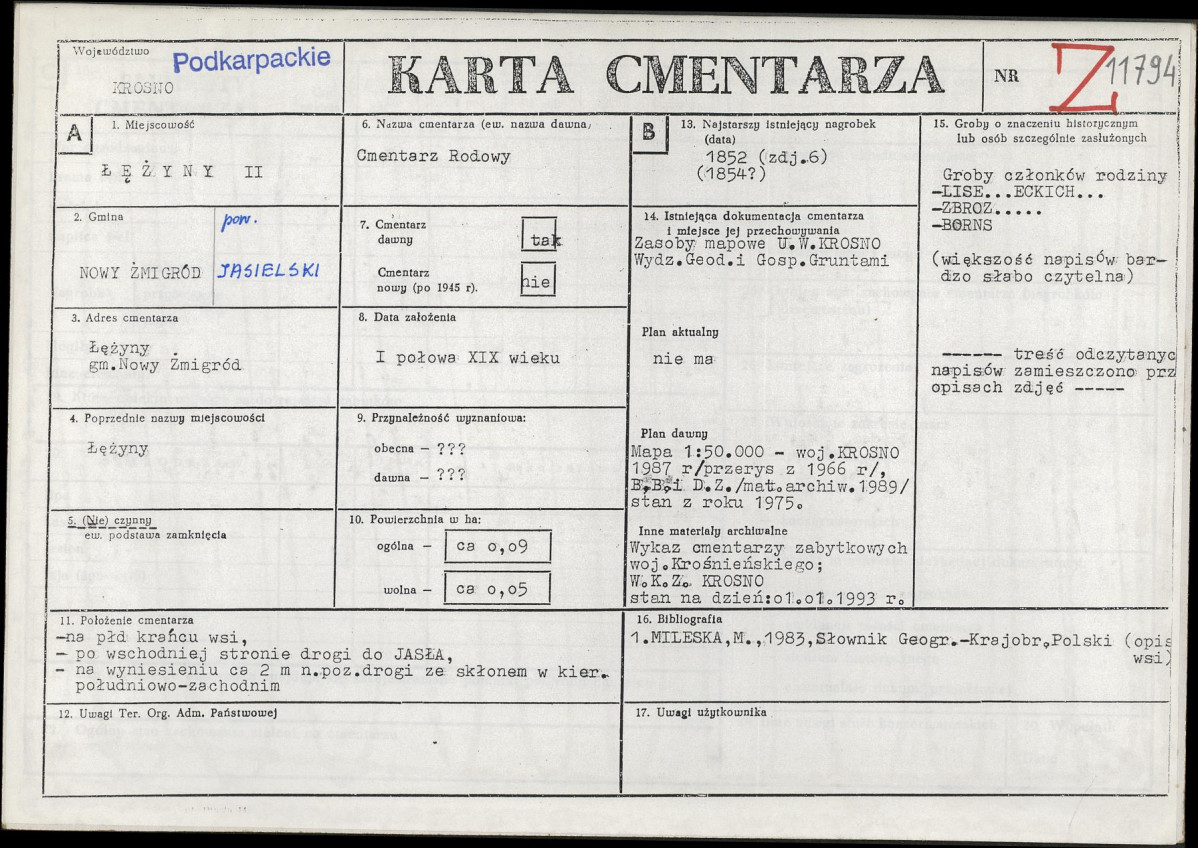 Województwo
Podkarpackie
KROSNO
KARTA CMENTARZA
NR
Z 11794
A
1. Miejscowość
ŁĘŻYNY II
2. Gmina
pow.
NOWY ŻMIGRÓD
JASIELSKI
3. Adres cmentarza
Łężyny
gm.Nowy Żmigród
4. Poprzednie nazwy miejscowości
Łężyny
5. (Nie) czynny
ew. podstawa zamknięcia
6. Nazwa cmentarza (ew. nazwa dawna)
Cmentarz Rodowy
7. Cmentarz
dawny
tak
Cmentarz
nowy (po 1945 r).
nie
8. Data założenia
I połowa XIX wieku
9. Przynależność wyznaniowa:
obecna — ???
dawna — ???
10. Powierzchnia w ha:
ogólna — ca o,o9
wolna — ca o,o5
B
13. Najstarszy istniejący nagrobek
(data)
1852 (zdj.6)
(1854?)
14. Istniejąca dokumentacja cmentarza
i miejsce jej przechowywania
Zasoby mapowe U.W.KROSNO
Wydz.Geod.i Gosp.Gruntami
Plan aktualny
nie ma
Plan dawny
Mapa 1:50.000 - woj.KROSNO
1987 r/przerys z 1966 r/,
B.B.i D.Z./mat.archiw.1989/
stan z roku 1975.
Inne materiały archiwalne
Wykaz cmentarzy zabytkowych
woj.Krośnieńskiego;
W.K.Z. KROSNO
stan na dzień:o1.o1.1993 r.
15. Groby o znaczeniu historycznym
lub osób szczególnie zasłużonych
Groby członków rodziny
-LISE...ECKICH...
-ZBROZ.....
-BORNS
(większość napisów bar-
dzo słabo czytelna)
------ treść odczytanyc
napisów zamieszczono prz
opisach zdjęć -----
11. Położenie cmentarza
-na płd krańcu wsi,
- po wschodniej stronie drogi do JASŁA,
- na wyniesieniu ca 2 m n.poz.drogi ze skłonem w kier.
południowo-zachodnim
12. Uwagi Ter. Org. Adm. Państwowej
16. Bibliografia
1.MILESKA,M.,1983,Słownik Geogr.-Krajobr.Polski (opis
wsi)
17. Uwagi użytkownika